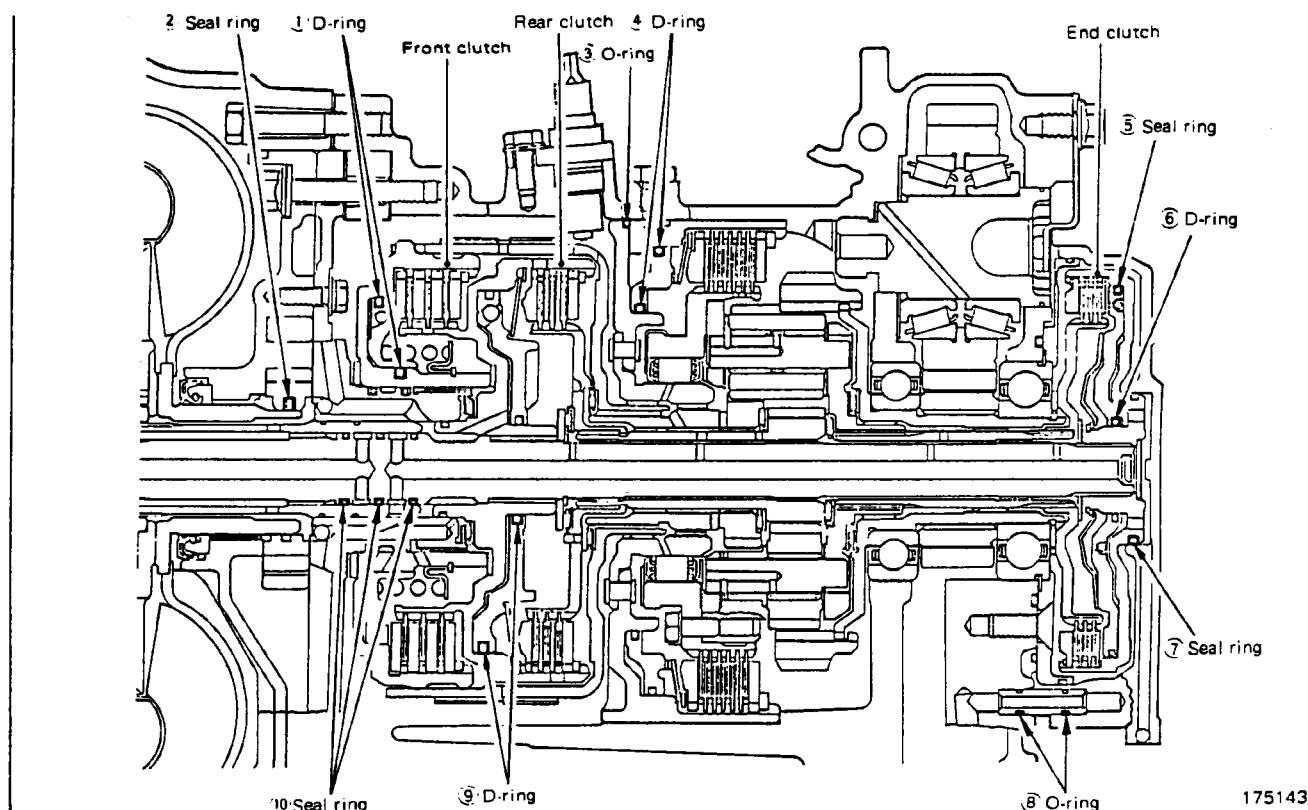 2 Seal ring
① D-ring
Front clutch
Rear clutch
③ O-ring
④ D-ring
End clutch
⑤ Seal ring
⑥ D-ring
⑦ Seal ring
⑧ O-ring
⑨ D-ring
10 Seal ring
175143